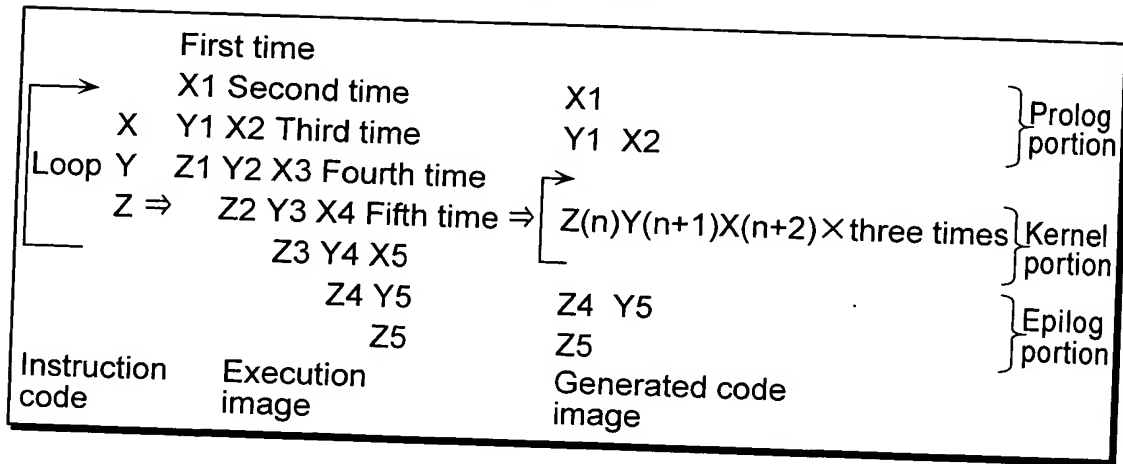 First time
X1 Second time X1
X Y1 X2 Third time Y1 X2 Prolog portion
Loop Y Z1 Y2 X3 Fourth time
Z ⇒ Z2 Y3 X4 Fifth time ⇒ Z(n)Y(n+1)X(n+2)×three times Kernel portion
Z3 Y4 X5
Z4 Y5 Z4 Y5 Epilog portion
Z5 Z5
Instruction code Execution image Generated code image